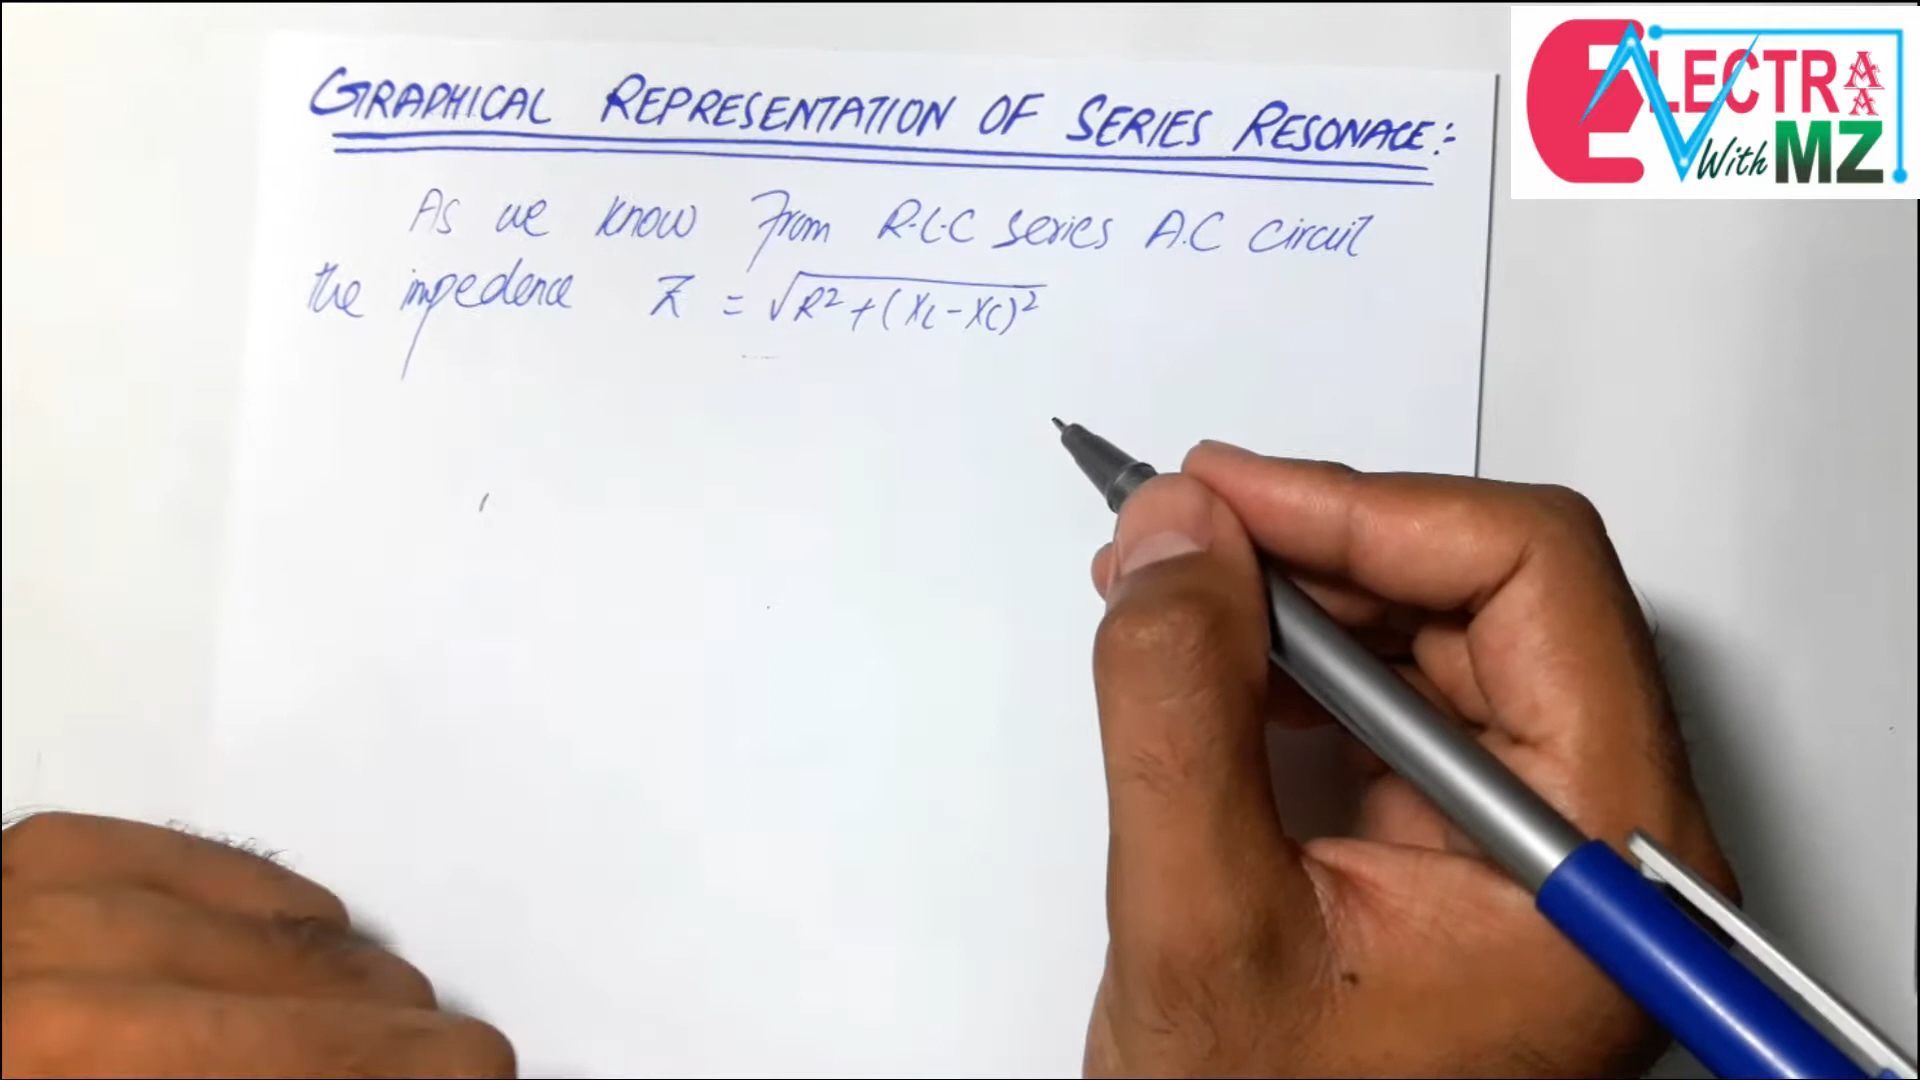 GRAPHICAL REPRESENTATION OF SERIES RESONACE:-
As we know from R-L-C series A.C circuit
the impedence Z = √R² + (XL - XC)²
ELECTRAAA
With MZ